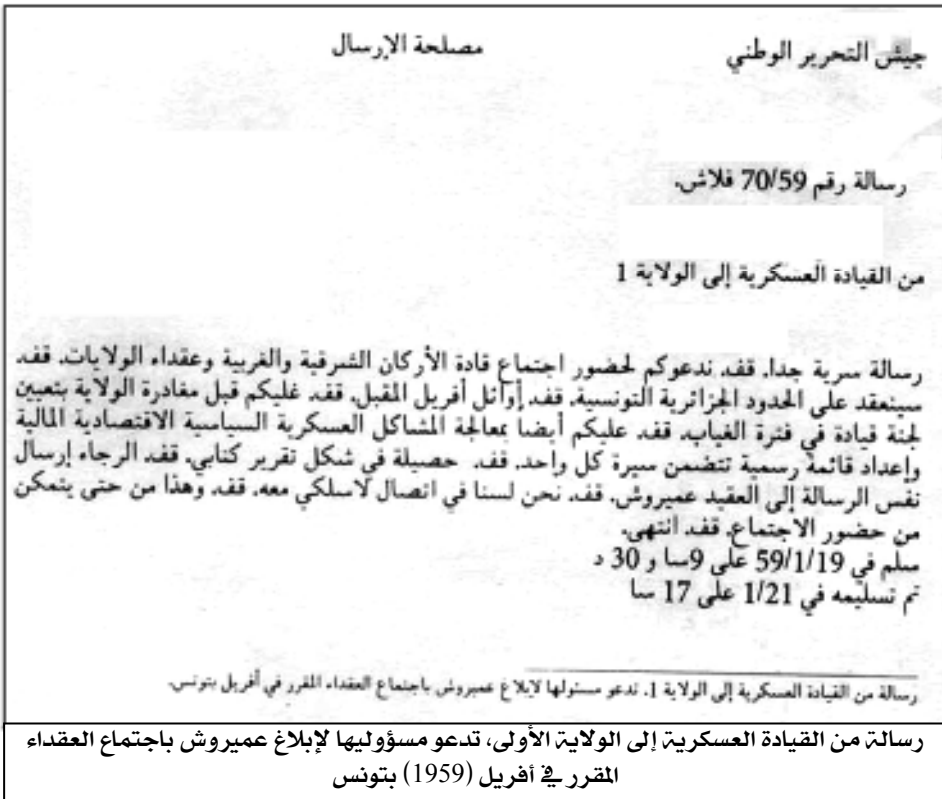 جيش التحرير الوطني
مصلحة الإرسال
رسالة رقم 70/59 فلاش.
من القيادة العسكرية إلى الولاية 1
رسالة سرية جدا. قف. ندعوكم لحضور اجتماع قادة الأركان الشرقية والغربية وعقداء الولايات. قف.
سينعقد على الحدود الجزائرية التونسية. قف. أوائل أفريل المقبل. قف. غليكم قبل مغادرة الولاية بتعيين
لجنة قيادة في فترة الغياب. قف. عليكم أيضا بمعالجة المشاكل العسكرية السياسية الاقتصادية المالية
وإعداد قائمة رسمية تتضمن سيرة كل واحد. قف. حصيلة في شكل تقرير كتابي. قف. الرجاء إرسال
نفس الرسالة إلى العقيد عميروش. قف. نحن لسنا في اتصال لاسلكي معه. قف. وهذا من حتى يتمكن
من حضور الاجتماع. قف. انتهى.
سلم في 59/1/19 على 9سا و 30 د
تم تسليمه في 1/21 على 17 سا
رسالة من القيادة العسكرية إلى الولاية 1. تدعو مسئولها لإبلاغ عميروش باجتماع العقداء المقرر في أفريل بتونس.
رسالة من القيادة العسكرية إلى الولاية الأولى، تدعو مسؤوليها لإبلاغ عميروش باجتماع العقداء
المقرر في أفريل (1959) بتونس